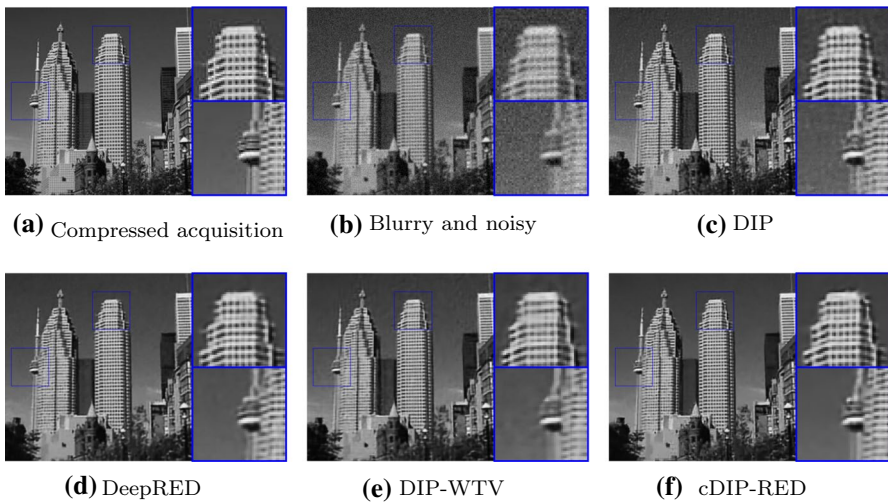 (a) Compressed acquisition
(b) Blurry and noisy
(c) DIP
(d) DeepRED
(e) DIP-WTV
(f) cDIP-RED